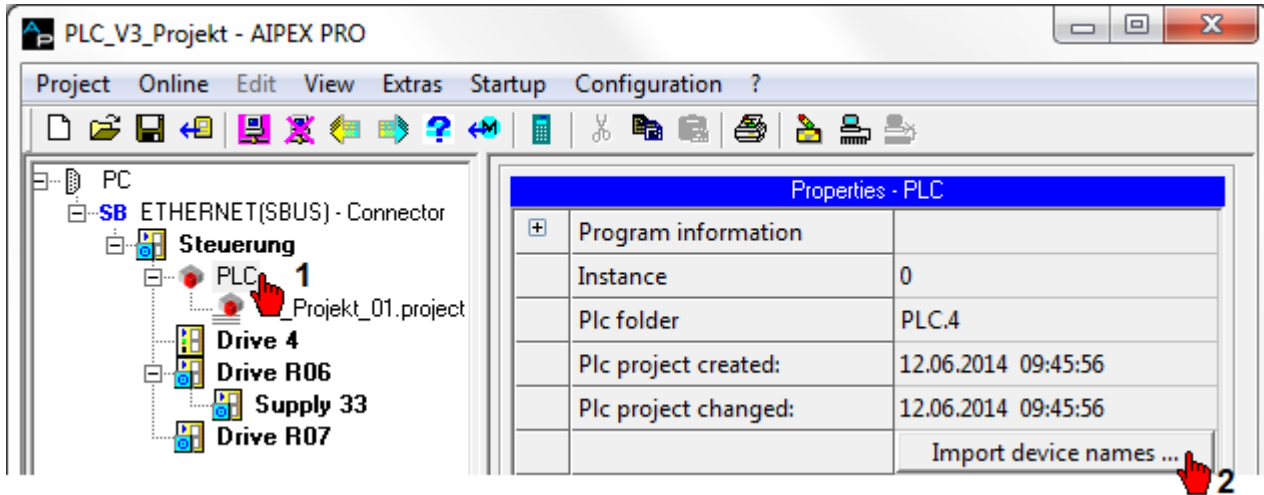 PLC_V3_Projekt - AIPEX PRO
Project Online Edit View Extras Startup Configuration ?
PC
SB ETHERNET(SBUS) - Connector
Steuerung
PLC 1
_Projekt_01.project
Drive 4
Drive R06
Supply 33
Drive R07
Properties - PLC
Program information
Instance 0
Plc folder PLC.4
Plc project created: 12.06.2014 09:45:56
Plc project changed: 12.06.2014 09:45:56
Import device names ... 2